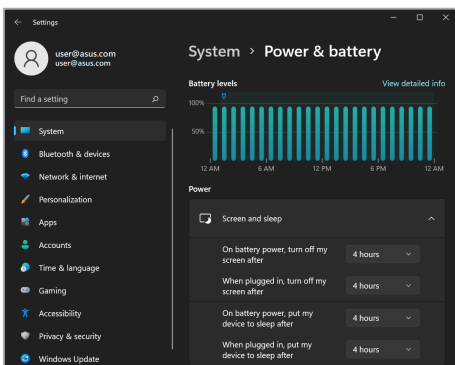 Settings
user@asus.com
user@asus.com
Find a setting
System
Bluetooth & devices
Network & internet
Personalization
Apps
Accounts
Time & language
Gaming
Accessibility
Privacy & security
Windows Update
System > Power & battery
Battery levels
View detailed info
100%
50%
12 AM 6 AM 12 PM 6 PM 12 AM
Power
Screen and sleep
On battery power, turn off my
screen after
4 hours
When plugged in, turn off my
screen after
4 hours
On battery power, put my
device to sleep after
4 hours
When plugged in, put my
device to sleep after
4 hours